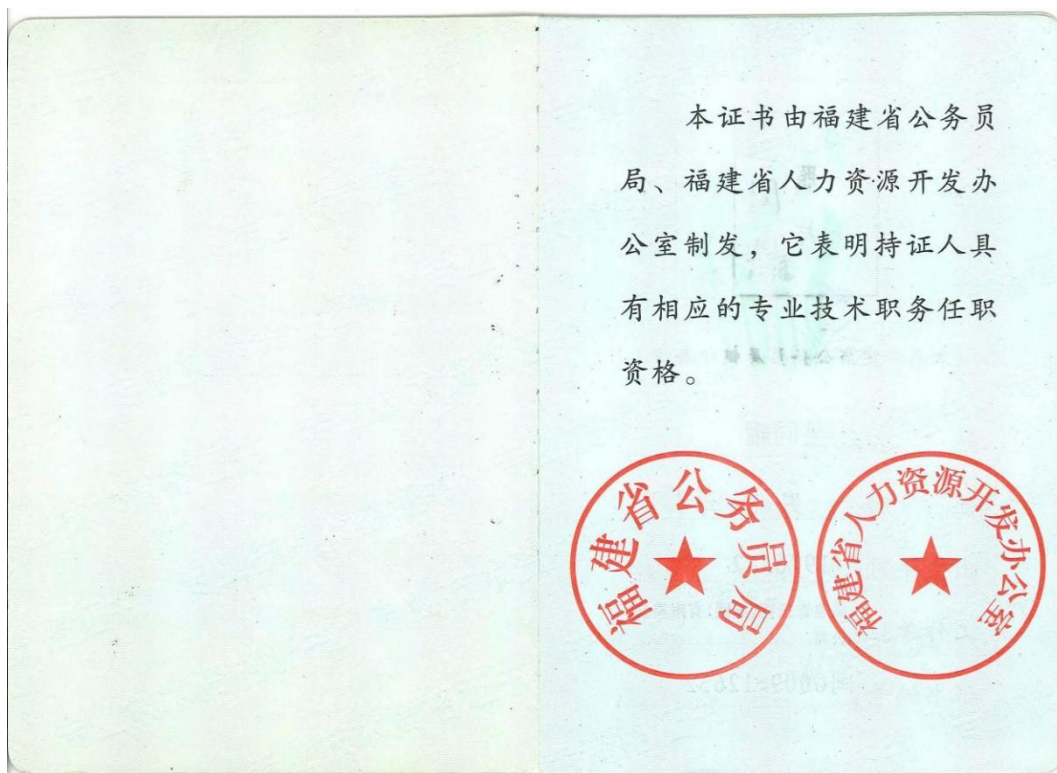 本证书由福建省公务员
局、福建省人力资源开发办
公室制发，它表明持证人具
有相应的专业技术职务任职
资格。
福建省公务员局
福建省人力资源开发办公室